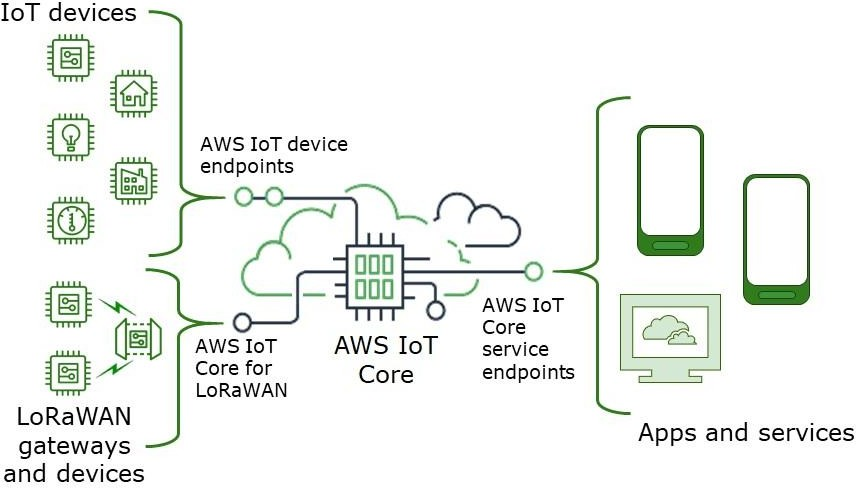 IoT devices
AWS IoT device
endpoints
AWS IoT
Core for
LoRaWAN
AWS IoT
Core
AWS IoT
Core
service
endpoints
LoRaWAN
gateways
and devices
Apps and services